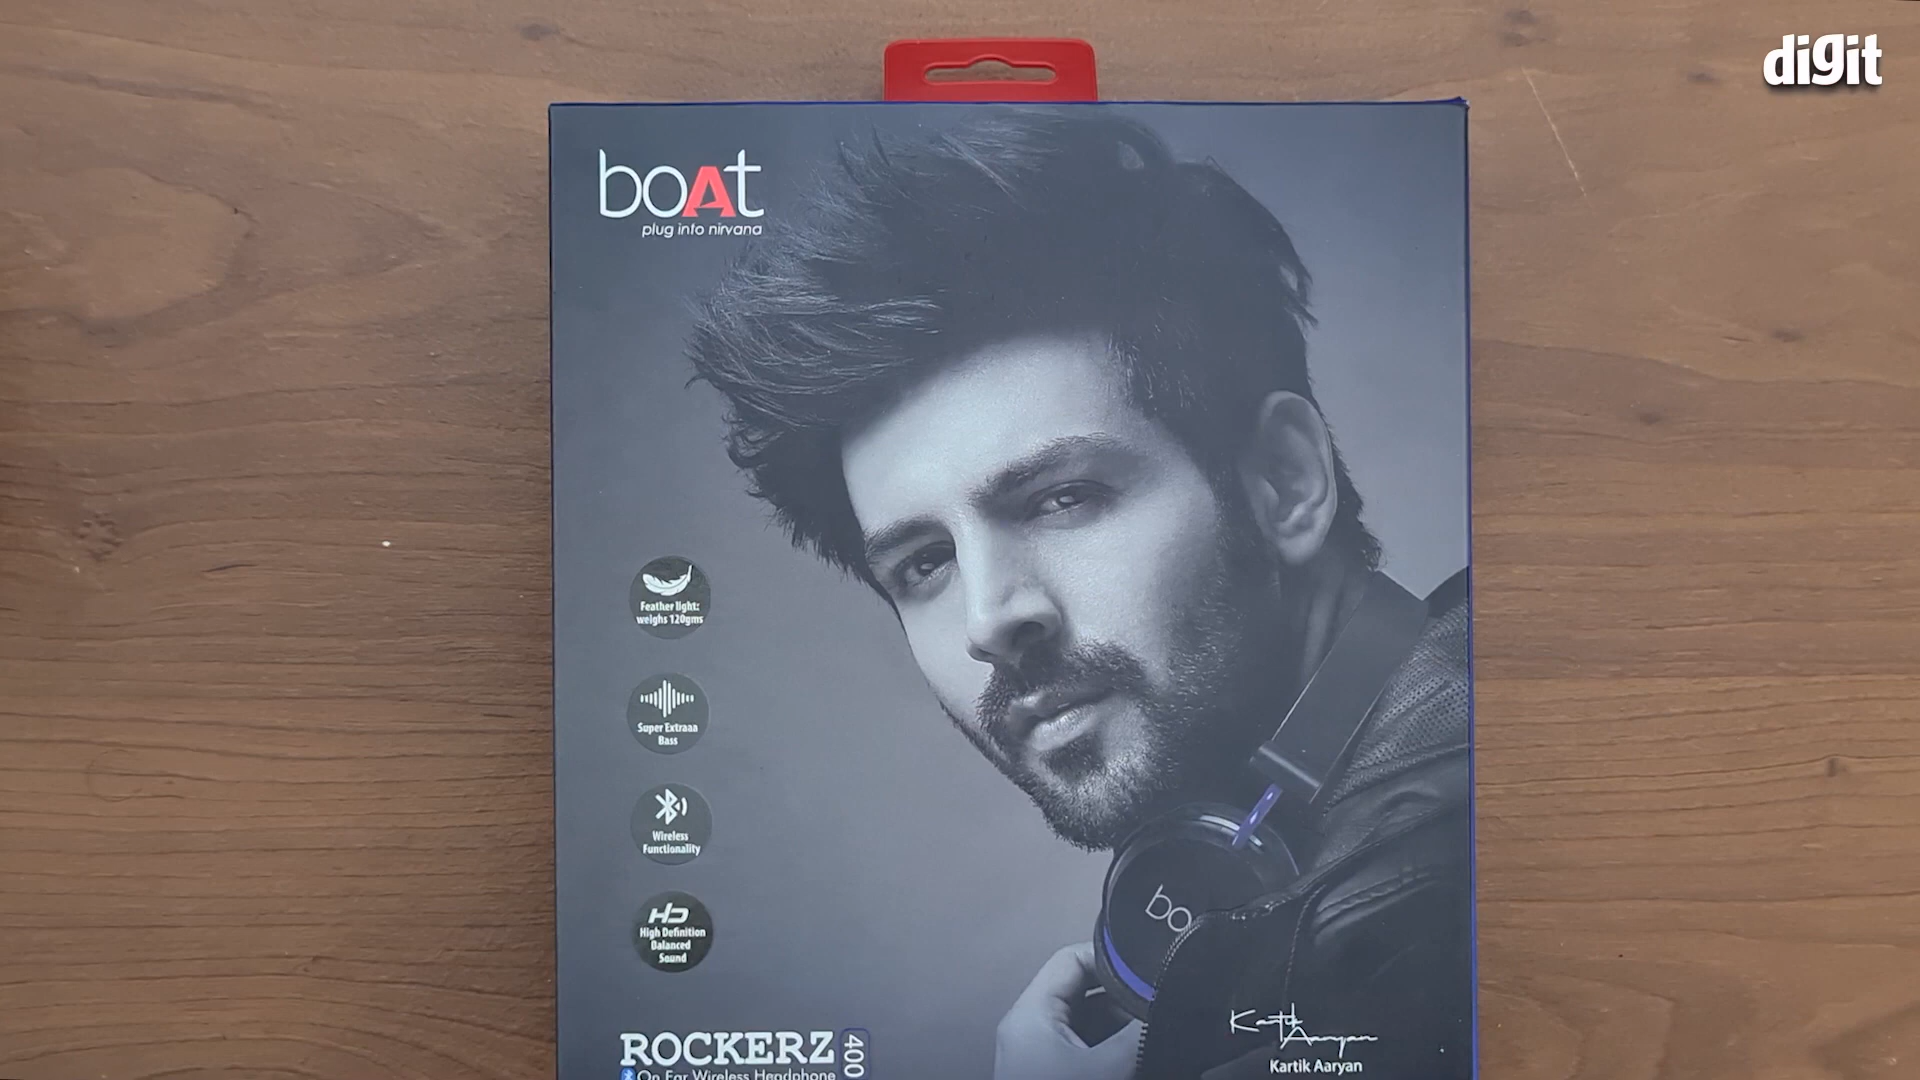 digit
boAt
plug into nirvana
Feather light:
weighs 120gms
Super Extraaa
Bass
Wireless
Functionality
HD
High Definition
Balanced
Sound
bo
ROCKERZ 400
On Ear Wireless Headphone
Kartik Aaryan
Kartik Aaryan